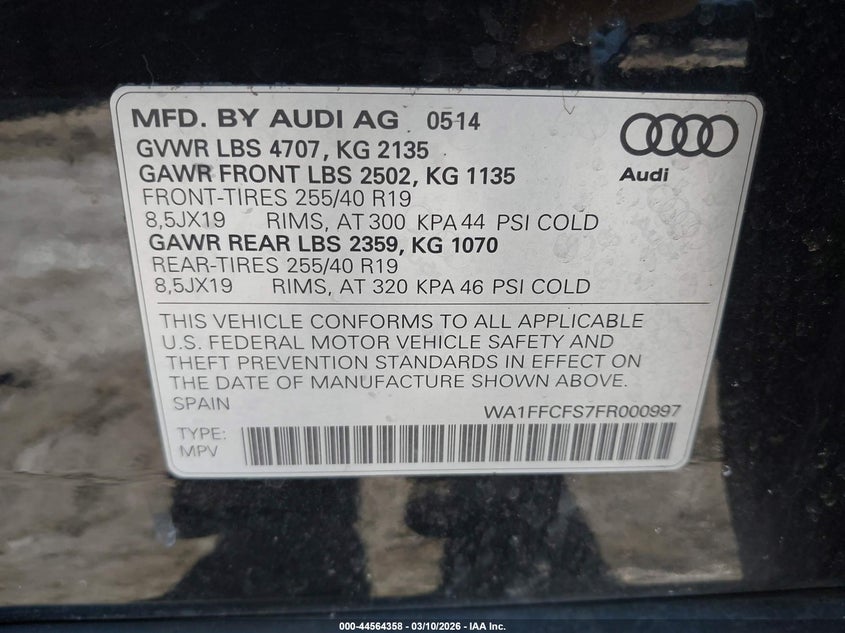 MFD. BY AUDI AG 0514
GVWR LBS 4707, KG 2135
GAWR FRONT LBS 2502, KG 1135
FRONT-TIRES 255/40 R19
8,5JX19 RIMS, AT 300 KPA 44 PSI COLD
GAWR REAR LBS 2359, KG 1070
REAR-TIRES 255/40 R19
8,5JX19 RIMS, AT 320 KPA 46 PSI COLD
Audi
THIS VEHICLE CONFORMS TO ALL APPLICABLE
U.S. FEDERAL MOTOR VEHICLE SAFETY AND
THEFT PREVENTION STANDARDS IN EFFECT ON
THE DATE OF MANUFACTURE SHOWN ABOVE.
SPAIN WA1FFCFS7FR000997
TYPE:
MPV
000-44564358 - 03/10/2026 - IAA Inc.